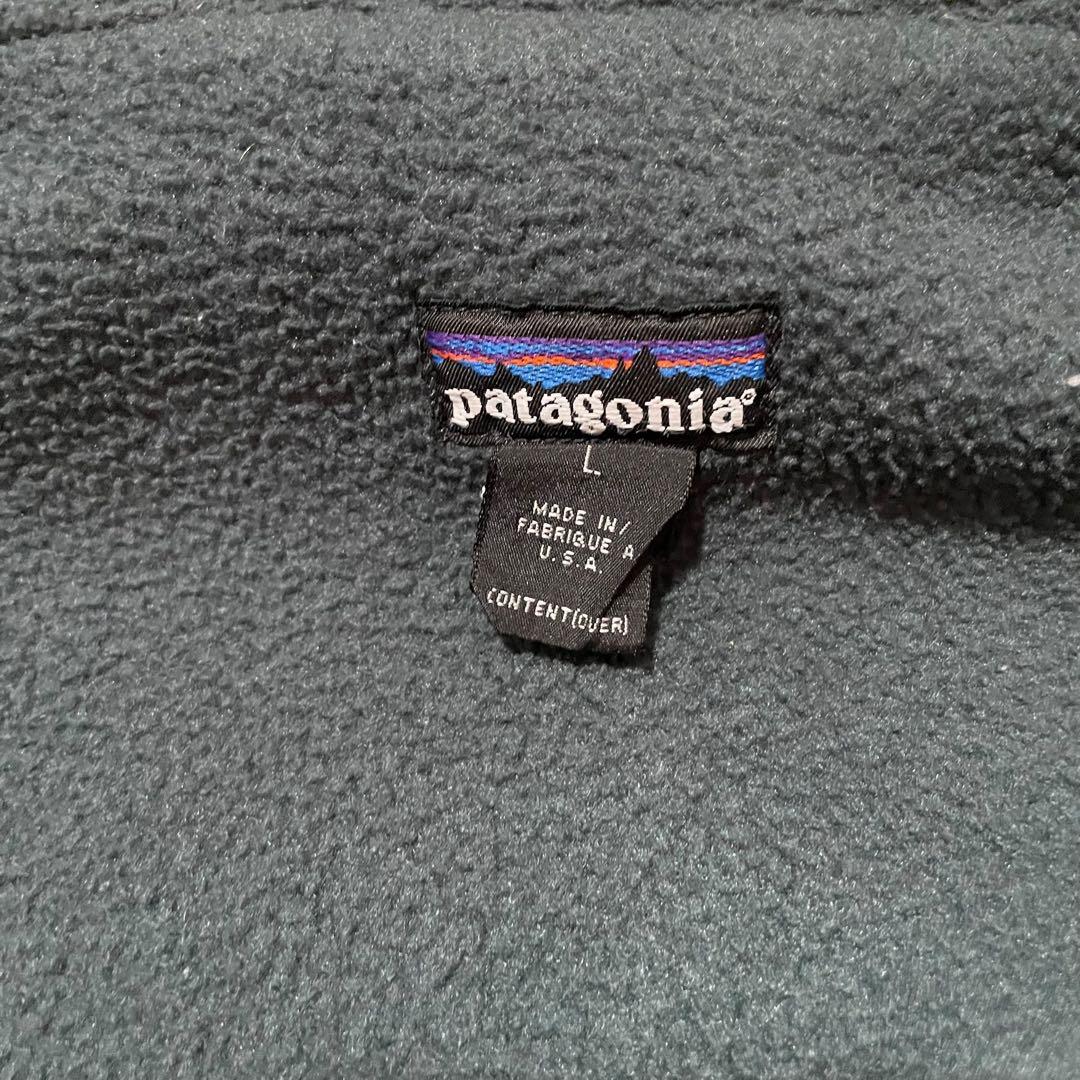 patagonia®
L
MADE IN/
FABRIQUE A
U.S.A.
CONTENT(OVER)